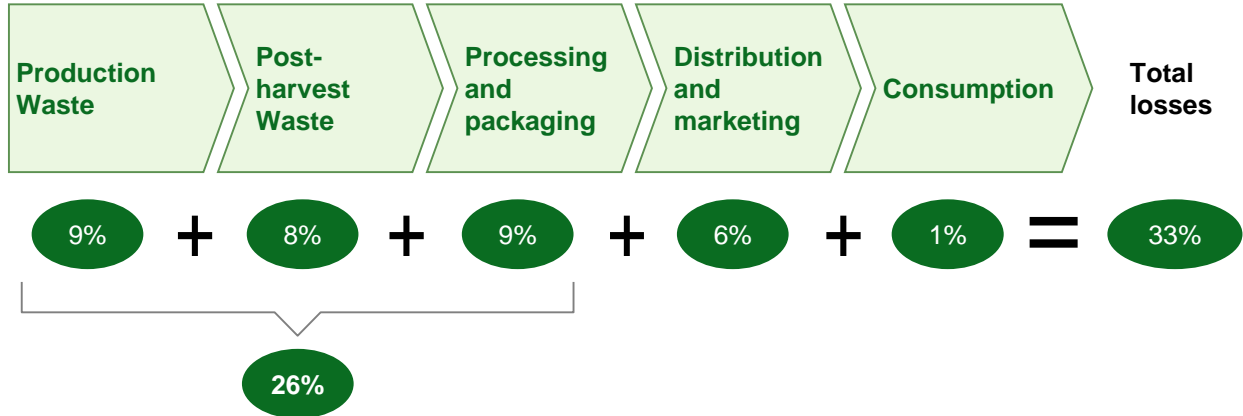 Production
Waste
Post-
harvest
Waste
Processing
and
packaging
Distribution
and
marketing
Consumption
Total
losses
9% + 8% + 9% + 6% + 1% = 33%
26%